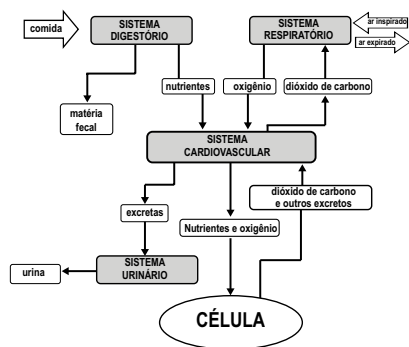 comida
SISTEMA
DIGESTÓRIO
SISTEMA
RESPIRATÓRIO
ar inspirado
ar expirado
matéria
fecal
nutrientes
oxigênio
dióxido de carbono
SISTEMA
CARDIOVASCULAR
excretas
Nutrientes e oxigênio
dióxido de carbono
e outros excretos
urina
SISTEMA
URINÁRIO
CÉLULA